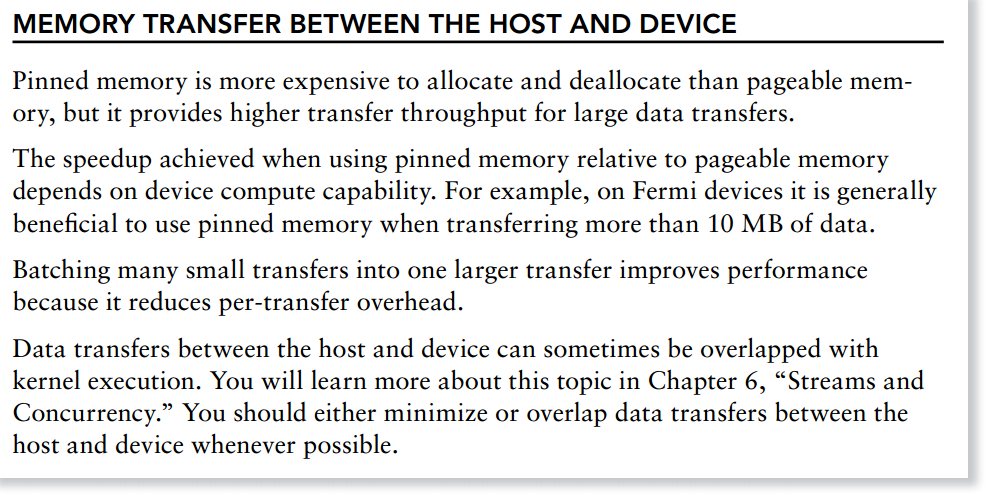 MEMORY TRANSFER BETWEEN THE HOST AND DEVICE
Pinned memory is more expensive to allocate and deallocate than pageable mem-
ory, but it provides higher transfer throughput for large data transfers.
The speedup achieved when using pinned memory relative to pageable memory
depends on device compute capability. For example, on Fermi devices it is generally
beneficial to use pinned memory when transferring more than 10 MB of data.
Batching many small transfers into one larger transfer improves performance
because it reduces per-transfer overhead.
Data transfers between the host and device can sometimes be overlapped with
kernel execution. You will learn more about this topic in Chapter 6, “Streams and
Concurrency.” You should either minimize or overlap data transfers between the
host and device whenever possible.